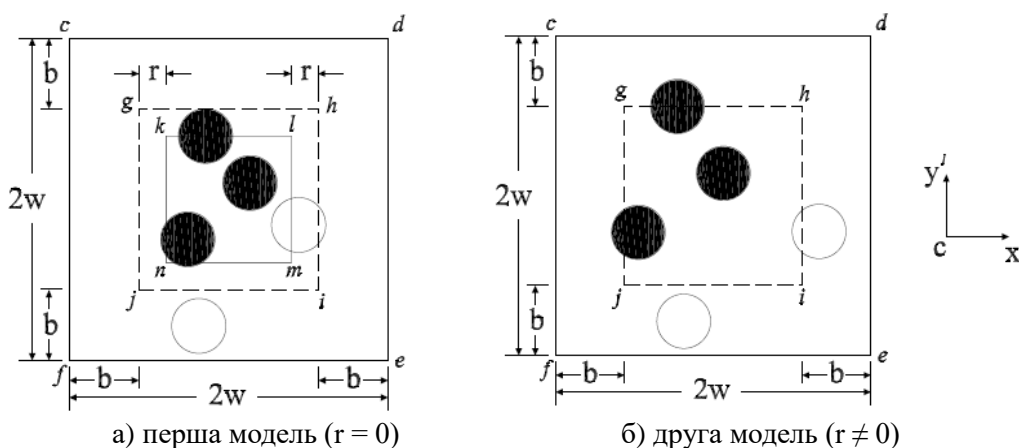 c d c d
b b
r r
g h g h
k l
2w 2w y'
c x
n m
j i j i
b b
f e f e
b b b b
2w 2w
а) перша модель (r = 0) б) друга модель (r ≠ 0)